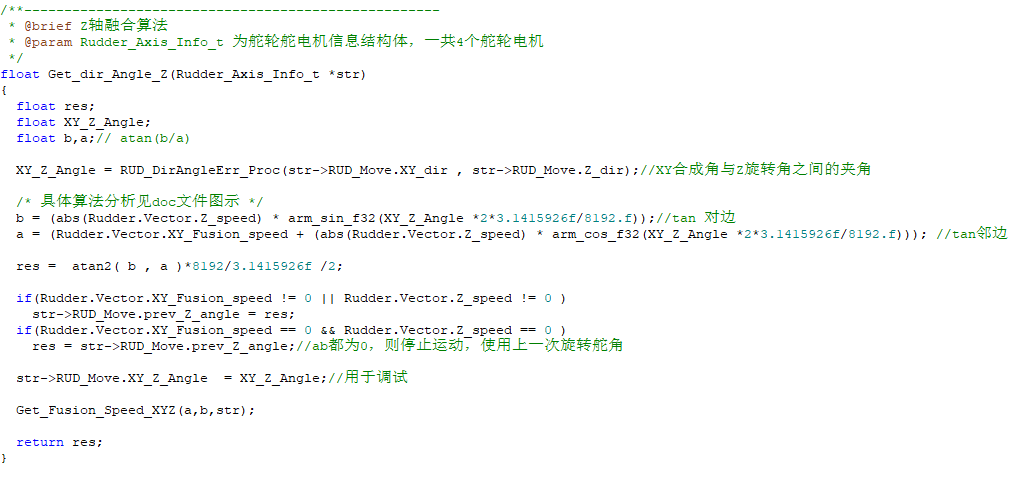 /**----------------------------------------------------
 * @brief Z轴融合算法
 * @param Rudder_Axis_Info_t 为舵轮舵电机信息结构体，一共4个舵轮电机
 */
float Get_dir_Angle_Z(Rudder_Axis_Info_t *str)
{
  float res;
  float XY_Z_Angle;
  float b,a;// atan(b/a)
  XY_Z_Angle = RUD_DirAngleErr_Proc(str->RUD_Move.XY_dir , str->RUD_Move.Z_dir);//XY合成角与Z旋转角之间的夹角
  /* 具体算法分析见doc文件图示 */
  b = (abs(Rudder.Vector.Z_speed) * arm_sin_f32(XY_Z_Angle *2*3.1415926f/8192.f));//tan 对边
  a = (Rudder.Vector.XY_Fusion_speed + (abs(Rudder.Vector.Z_speed) * arm_cos_f32(XY_Z_Angle *2*3.1415926f/8192.f))); //tan邻边
  res =  atan2( b , a )*8192/3.1415926f /2;
  if(Rudder.Vector.XY_Fusion_speed != 0 || Rudder.Vector.Z_speed != 0 )
    str->RUD_Move.prev_Z_angle = res;
  if(Rudder.Vector.XY_Fusion_speed == 0 && Rudder.Vector.Z_speed == 0 )
    res = str->RUD_Move.prev_Z_angle;//ab都为0，则停止运动，使用上一次旋转舵角
  str->RUD_Move.XY_Z_Angle  = XY_Z_Angle;//用于调试
  Get_Fusion_Speed_XYZ(a,b,str);
  return res;
}